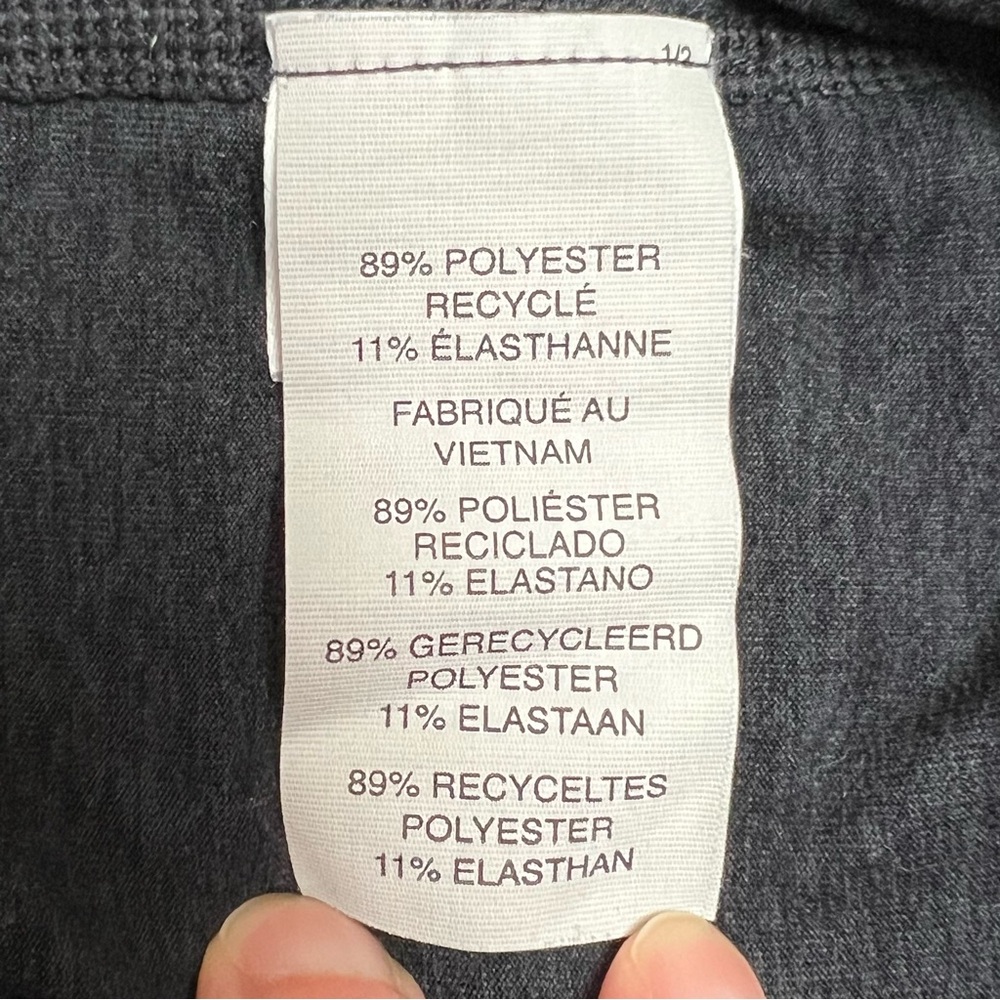 1/2
89% POLYESTER
RECYCLÉ
11% ÉLASTHANNE
FABRIQUÉ AU
VIETNAM
89% POLIÉSTER
RECICLADO
11% ELASTANO
89% GERECYCLEERD
POLYESTER
11% ELASTAAN
89% RECYCELTES
POLYESTER
11% ELASTHAN